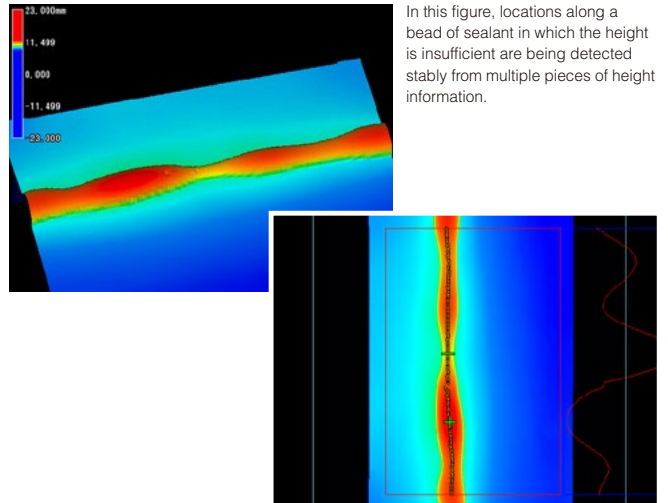 23.000mm
11.499
0.000
-11.499
-23.000
In this figure, locations along a
bead of sealant in which the height
is insufficient are being detected
stably from multiple pieces of height
information.